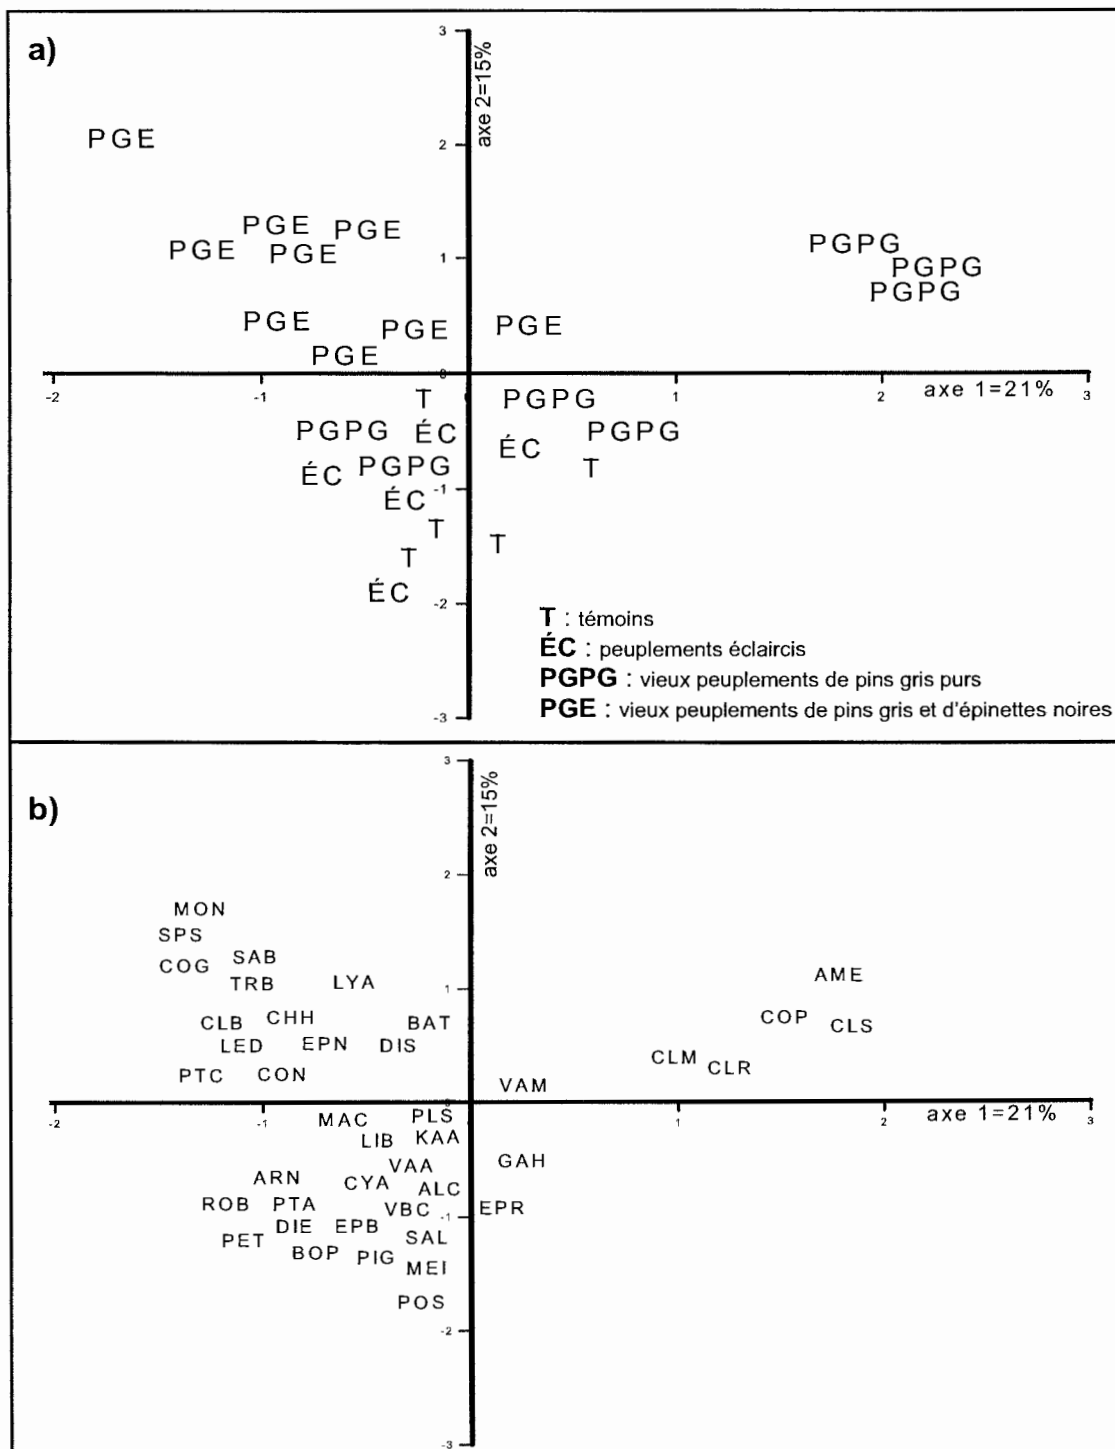 a)
3
axe 2=15%
2
PGE
PGE PGE
PGE PGE
PGPG
1
PGPG
PGPG
PGE PGE PGE
PGE
0
-2 -1 1 2 axe 1=21% 3
T PGPG
PGPG ÉC PGPG
ÉC
ÉC PGPG T
ÉC -1
T
T T
ÉC
-2
T : témoins
ÉC : peuplements éclaircis
PGPG : vieux peuplements de pins gris purs
PGE : vieux peuplements de pins gris et d'épinettes noires
-3
b)
3
axe 2=15%
2
MON
SPS
COG SAB
TRB LYA
AME
1
CLB CHH BAT
COP CLS
LED EPN DIS
CLM CLR
PTC CON
VAM
0
-2 -1 1 2 axe 1=21% 3
MAC PLS
LIB KAA
VAA GAH
ARN CYA ALC
ROB PTA VBC EPR
-1
DIE EPB
PET SAL
BOP PIG
MEI
POS
-2
-3